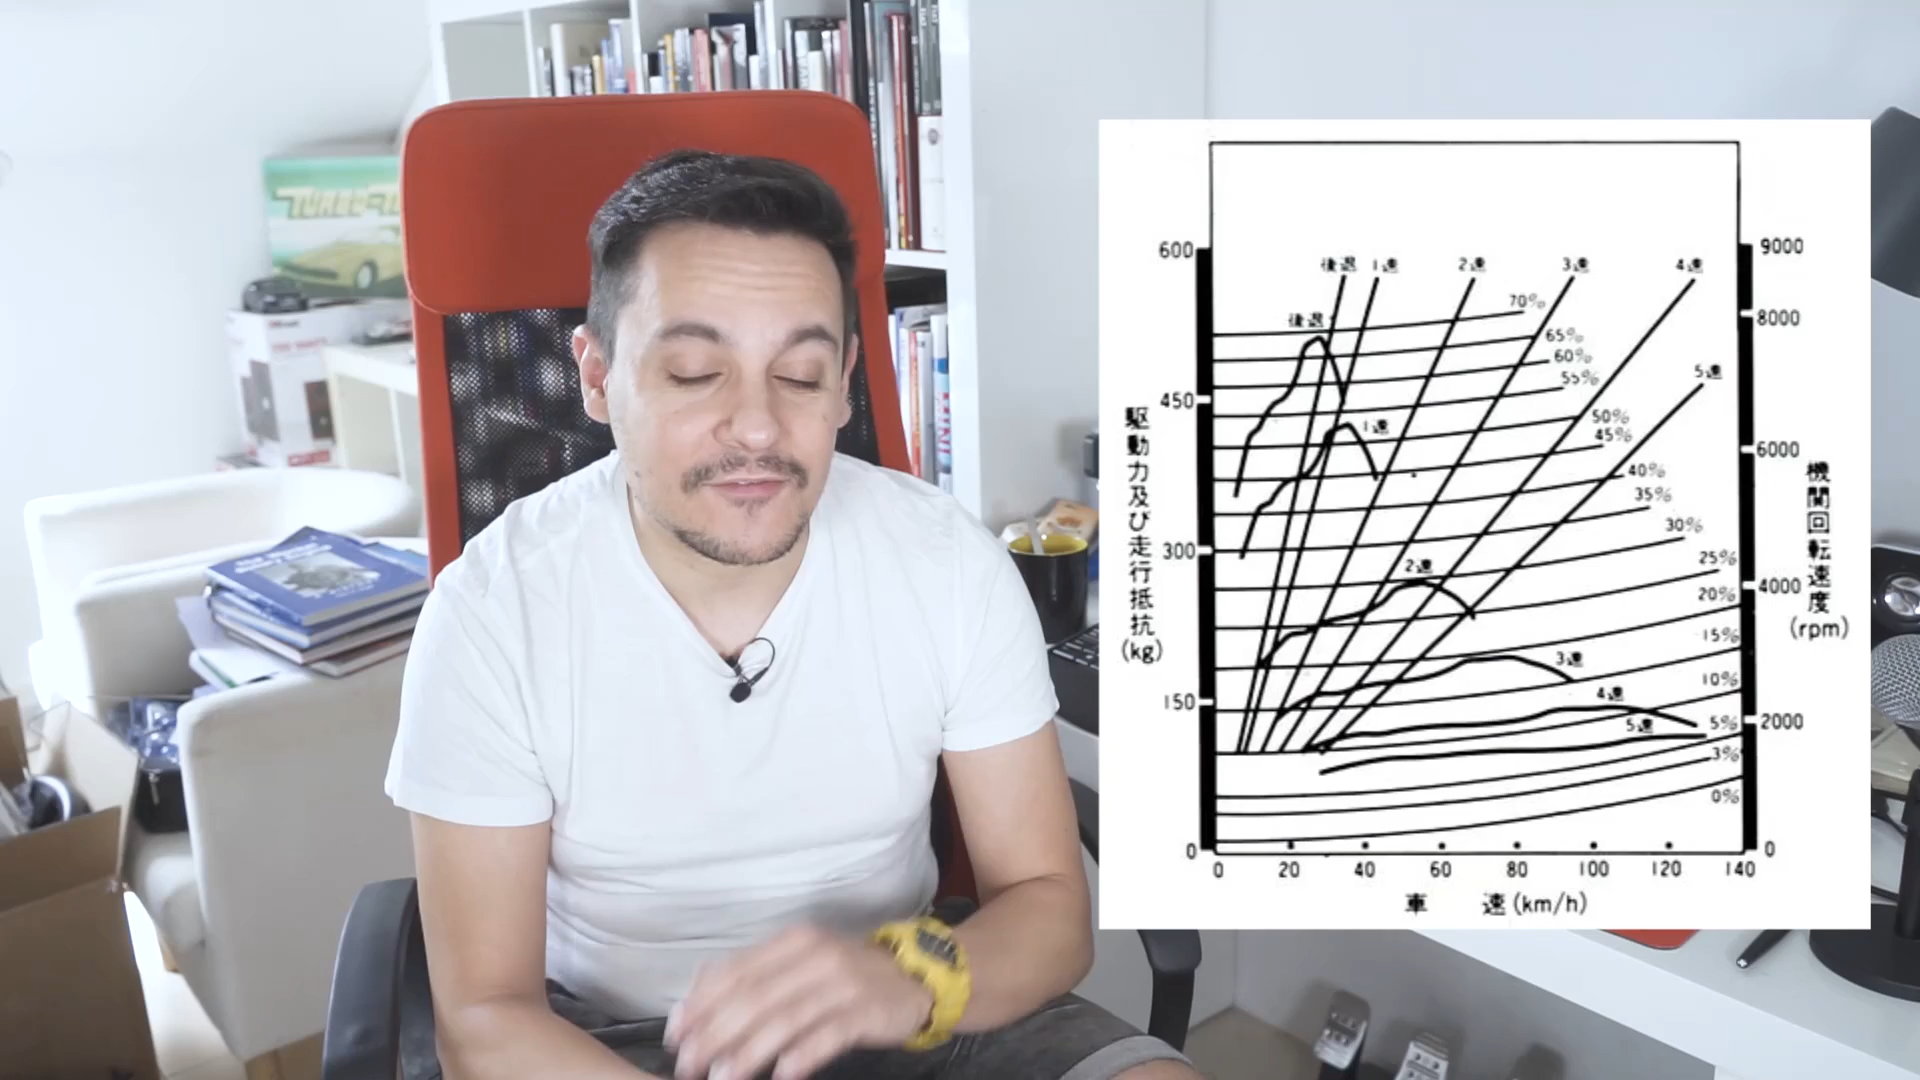 TURBO-T
600
450
300
150
0
駆動力及び走行抵抗
(kg)
後退
1速
2速
3速
4速
5速
後退
1速
2速
3速
4速
5速
70%
65%
60%
55%
50%
45%
40%
35%
30%
25%
20%
15%
10%
5%
3%
0%
9000
8000
6000
4000
2000
0
機関回転速度
(rpm)
0 20 40 60 80 100 120 140
車 速(km/h)